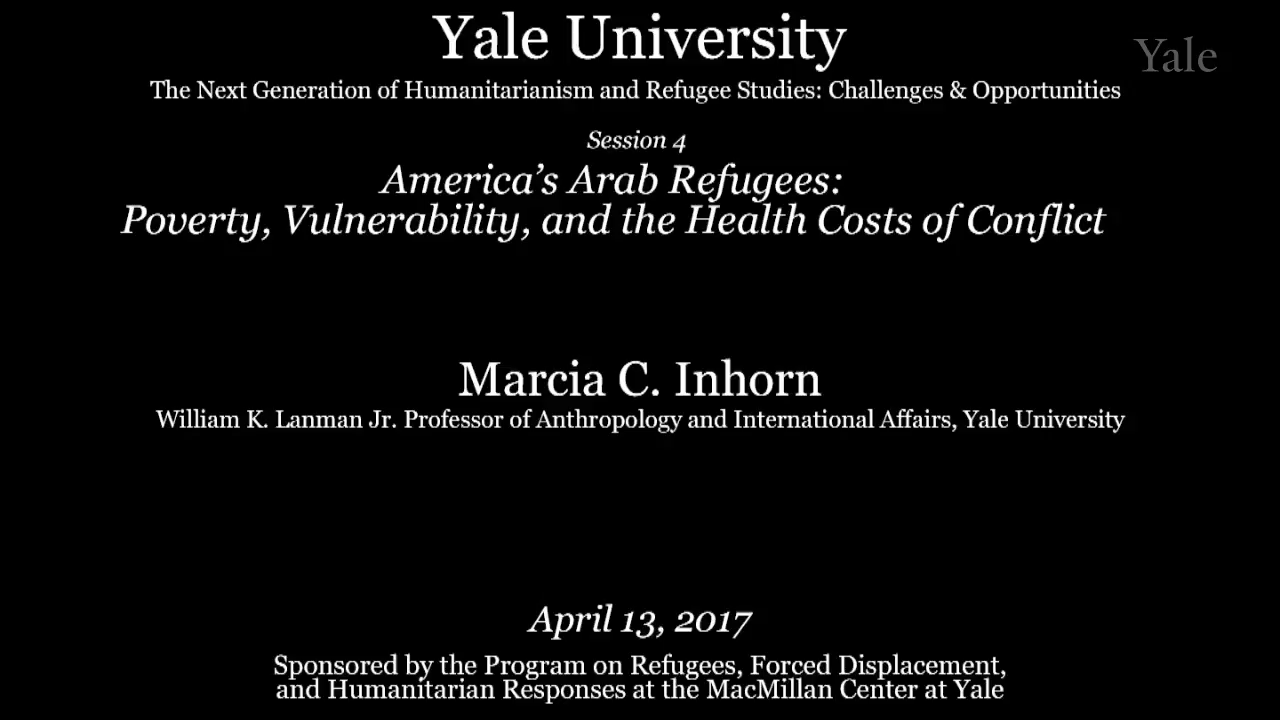 Yale University
Yale
The Next Generation of Humanitarianism and Refugee Studies: Challenges & Opportunities
Session 4
America's Arab Refugees:
Poverty, Vulnerability, and the Health Costs of Conflict
Marcia C. Inhorn
William K. Lanman Jr. Professor of Anthropology and International Affairs, Yale University
April 13, 2017
Sponsored by the Program on Refugees, Forced Displacement,
and Humanitarian Responses at the MacMillan Center at Yale